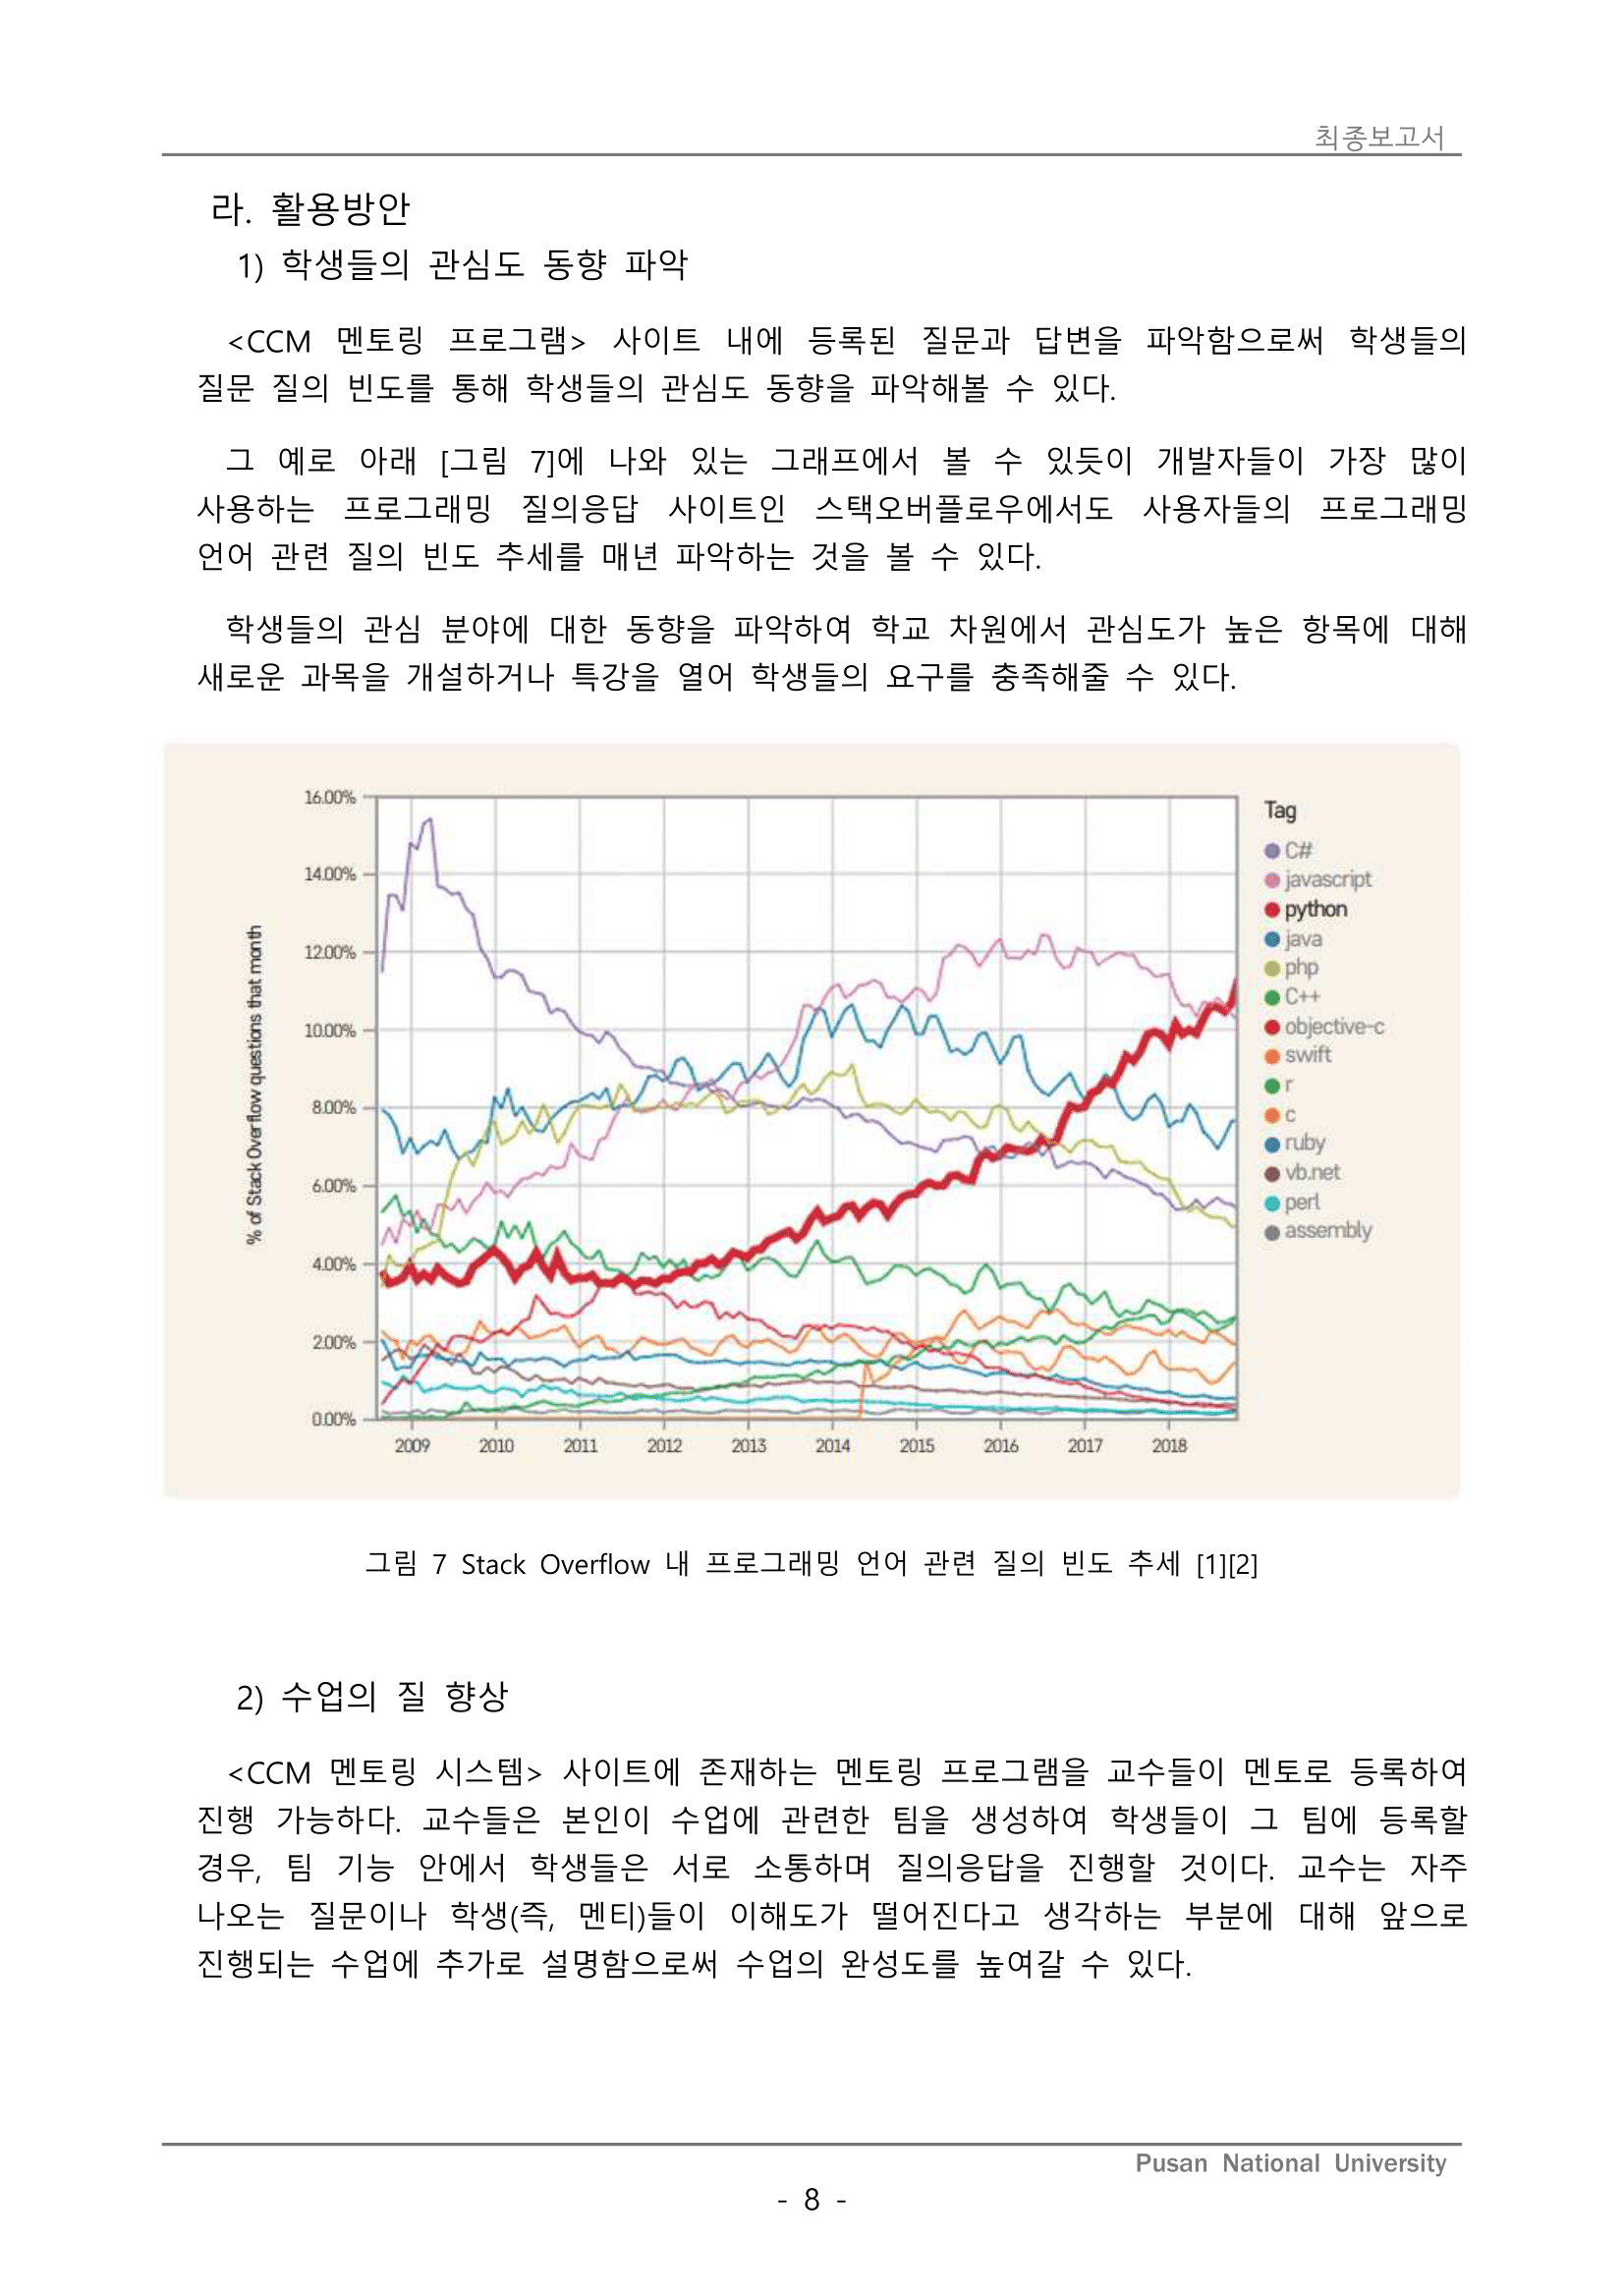 최종보고서
라. 활용방안
1) 학생들의 관심도 동향 파악
<CCM 멘토링 프로그램> 사이트 내에 등록된 질문과 답변을 파악함으로써 학생들의
질문 질의 빈도를 통해 학생들의 관심도 동향을 파악해볼 수 있다.
그 예로 아래 [그림 7]에 나와 있는 그래프에서 볼 수 있듯이 개발자들이 가장 많이
사용하는 프로그래밍 질의응답 사이트인 스택오버플로우에서도 사용자들의 프로그래밍
언어 관련 질의 빈도 추세를 매년 파악하는 것을 볼 수 있다.
학생들의 관심 분야에 대한 동향을 파악하여 학교 차원에서 관심도가 높은 항목에 대해
새로운 과목을 개설하거나 특강을 열어 학생들의 요구를 충족해줄 수 있다.
% of Stack Overflow questions that month
16.00%
14.00%
12.00%
10.00%
8.00%
6.00%
4.00%
2.00%
0.00%
2009 2010 2011 2012 2013 2014 2015 2016 2017 2018
Tag
C#
javascript
python
java
php
C++
objective-c
swift
r
c
ruby
vb.net
perl
assembly
그림 7 Stack Overflow 내 프로그래밍 언어 관련 질의 빈도 추세 [1][2]
2) 수업의 질 향상
<CCM 멘토링 시스템> 사이트에 존재하는 멘토링 프로그램을 교수들이 멘토로 등록하여
진행 가능하다. 교수들은 본인이 수업에 관련한 팀을 생성하여 학생들이 그 팀에 등록할
경우, 팀 기능 안에서 학생들은 서로 소통하며 질의응답을 진행할 것이다. 교수는 자주
나오는 질문이나 학생(즉, 멘티)들이 이해도가 떨어진다고 생각하는 부분에 대해 앞으로
진행되는 수업에 추가로 설명함으로써 수업의 완성도를 높여갈 수 있다.
Pusan National University
- 8 -